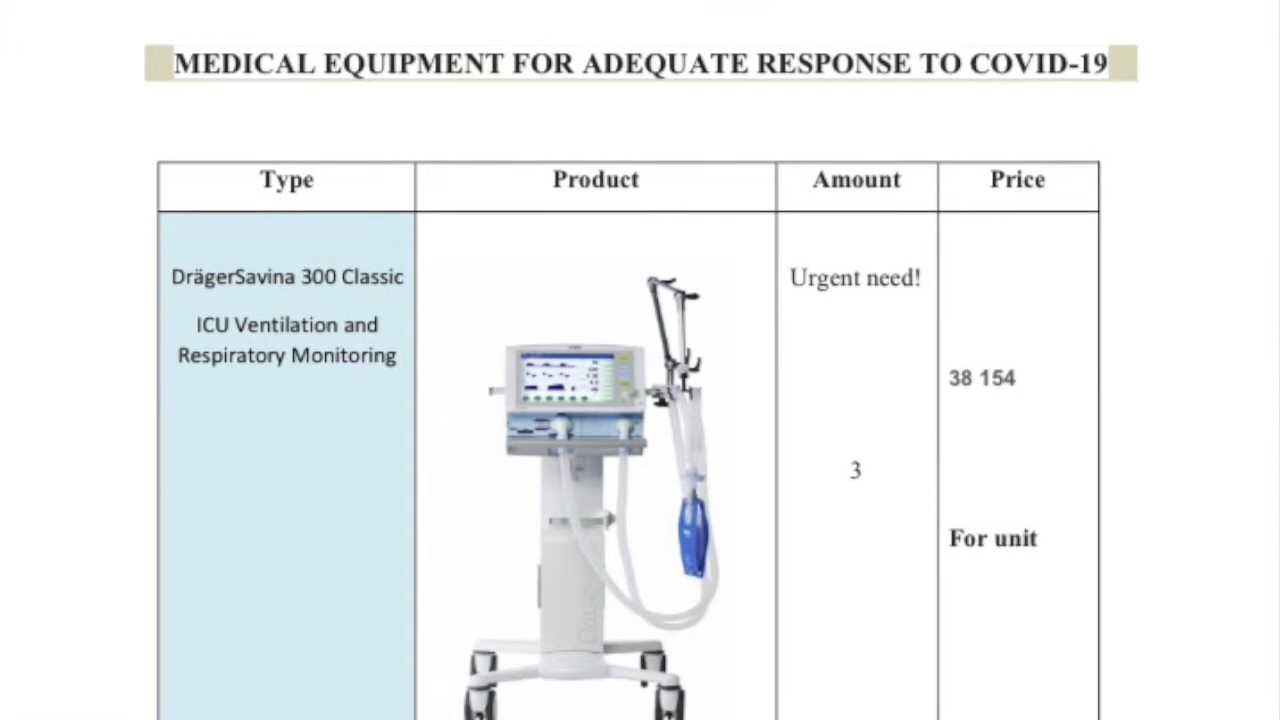 MEDICAL EQUIPMENT FOR ADEQUATE RESPONSE TO COVID-19
Type Product Amount Price
DrägerSavina 300 Classic
ICU Ventilation and
Respiratory Monitoring
Classic
Urgent need!
3
38 154
For unit